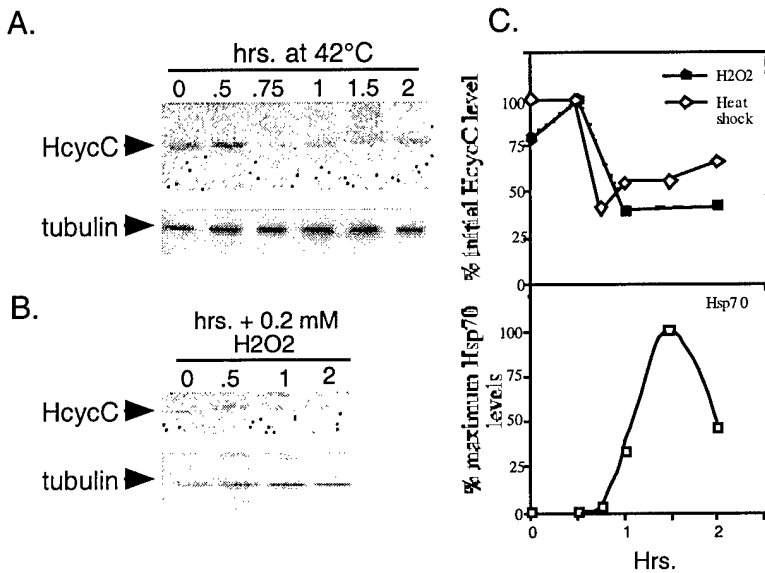 A.
hrs. at 42°C
0 .5 .75 1 1.5 2
HcycC
tubulin
B.
hrs. + 0.2 mM
H2O2
0 .5 1 2
HcycC
tubulin
C.
H2O2
Heat
shock
% initial HcycC level
100
75
50
25
0
Hsp70
% maximum Hsp70
levels
100
75
50
25
0
0 1 2
Hrs.